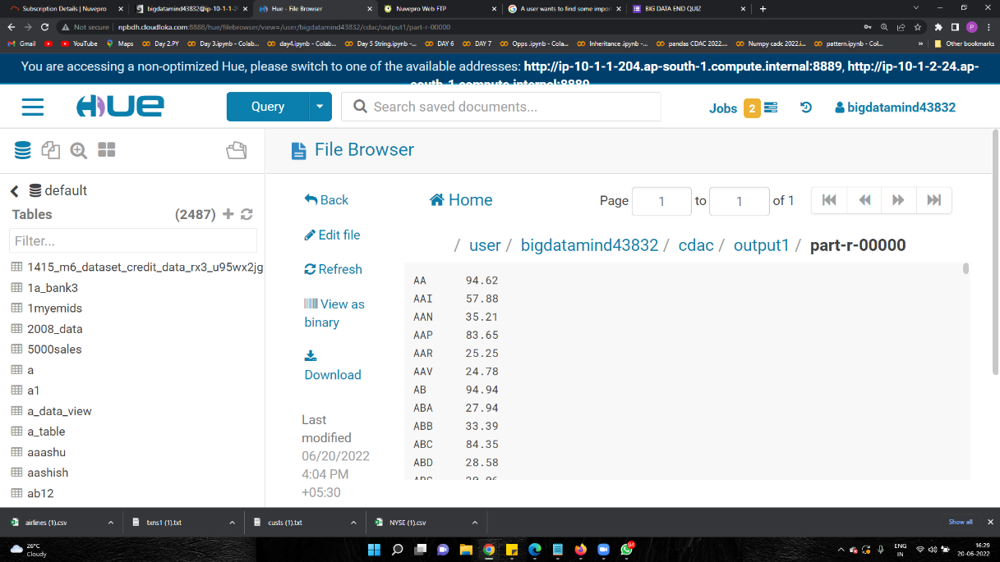 Subscription Details | Nuvepro
bigdatamind43832@ip-10-1-1-2
Hue - File Browser
Nuvepro Web FTP
A user wants to find some impor
BIG DATA END QUIZ
Not secure
npbdh.cloudloka.com:8888/hue/filebrowser/view=/user/bigdatamind43832/cdac/output1/part-r-00000
P
Gmail
YouTube
Maps
Day 2.PY
Day 3.ipynb - Colab...
day4.ipynb - Colab...
Day 5 String.ipynb -...
DAY 6
DAY 7
Opps .ipynb - Cola...
Inheritance .ipynb -...
pandas CDAC 2022....
Numpy cadc 2022.i...
pattern.ipynb - Col...
»
Other bookmarks
You are accessing a non-optimized Hue, please switch to one of the available addresses: http://ip-10-1-1-204.ap-south-1.compute.internal:8889, http://ip-10-1-2-24.ap-
south-1.compute.internal:8889
HUE
Query
Search saved documents...
Jobs 2
bigdatamind43832
File Browser
default
Tables (2487)
Filter...
1415_m6_dataset_credit_data_rx3_u95wx2jg
1a_bank3
1myemids
2008_data
5000sales
a
a1
a_data_view
a_table
aaashu
aashish
ab12
Back
Edit file
Refresh
View as
binary
Download
Last
modified
06/20/2022
4:04 PM
+05:30
Home
Page 1 to 1 of 1
/ user / bigdatamind43832 / cdac / output1 / part-r-00000
AA 94.62
AAI 57.88
AAN 35.21
AAP 83.65
AAR 25.25
AAV 24.78
AB 94.94
ABA 27.94
ABB 33.39
ABC 84.35
ABD 28.58
airlines (1).csv
txns1 (1).txt
custs (1).txt
NYSE (1).csv
Show all
26°C
Cloudy
94
ENG
IN
16:29
20-06-2022